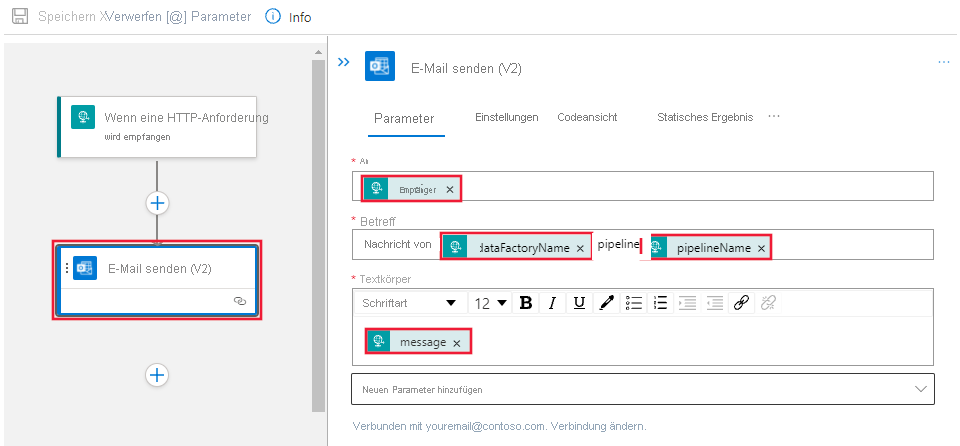 Speichern XVerwerfen [@] Parameter Info
Wenn eine HTTP-Anforderung
wird empfangen
E-Mail senden (V2)
E-Mail senden (V2)
Parameter Einstellungen Codeansicht Statisches Ergebnis
* An
Empfänger ×
* Betreff
Nachricht von dataFactoryName × pipeline pipelineName ×
* Textkörper
Schriftart 12 B I U
message ×
Neuen Parameter hinzufügen
Verbunden mit youremail@contoso.com. Verbindung ändern.